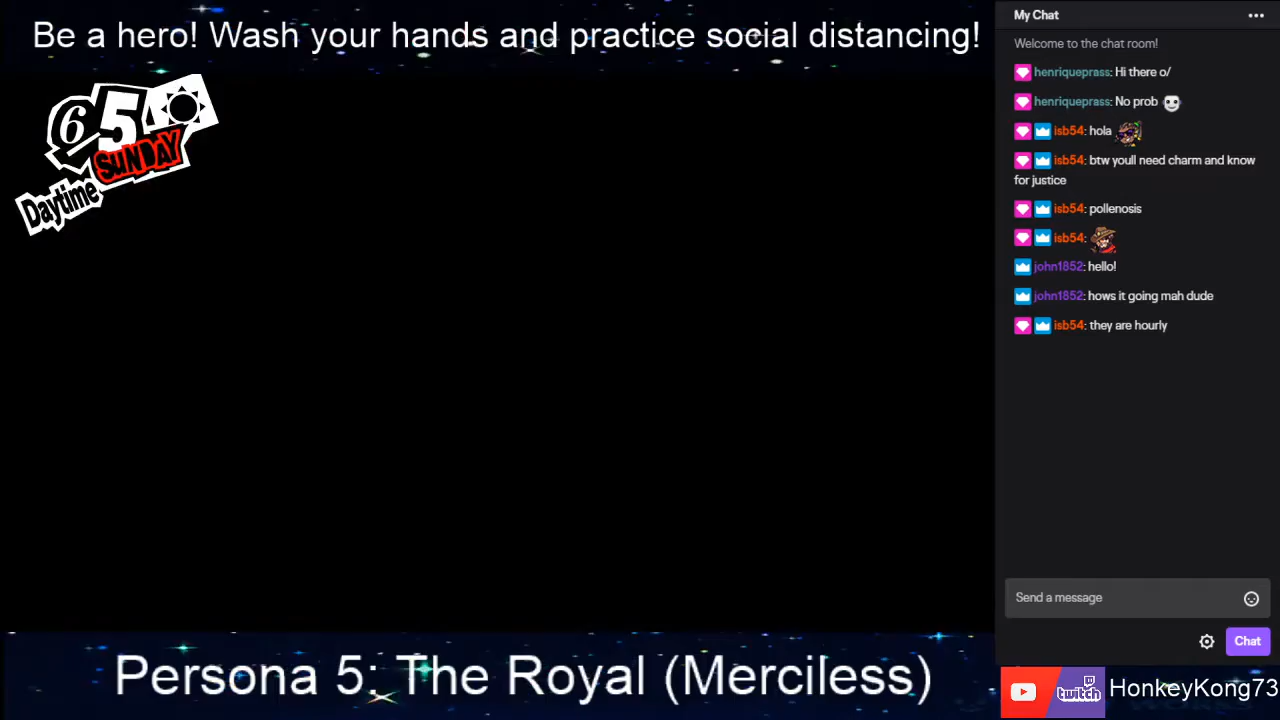 Be a hero! Wash your hands and practice social distancing!
6 5
SUNDAY
Daytime
My Chat
Welcome to the chat room!
henriqueprass: Hi there o/
henriqueprass: No prob
isb54: hola
isb54: btw youll need charm and know
for justice
isb54: pollenosis
isb54:
john1852: hello!
john1852: hows it going mah dude
isb54: they are hourly
Send a message
Chat
Persona 5: The Royal (Merciless)
twitch
HonkeyKong73